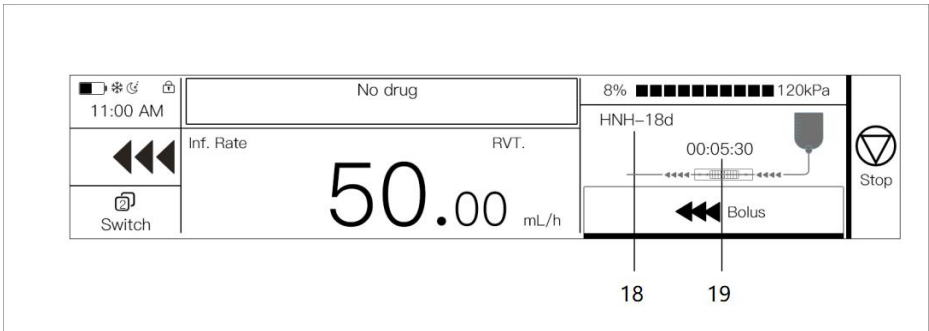 11:00 AM
2
Switch
No drug
Inf. Rate
RVT.
50.00 mL/h
8% 120kPa
HNH-18d
00:05:30
Bolus
Stop
18
19